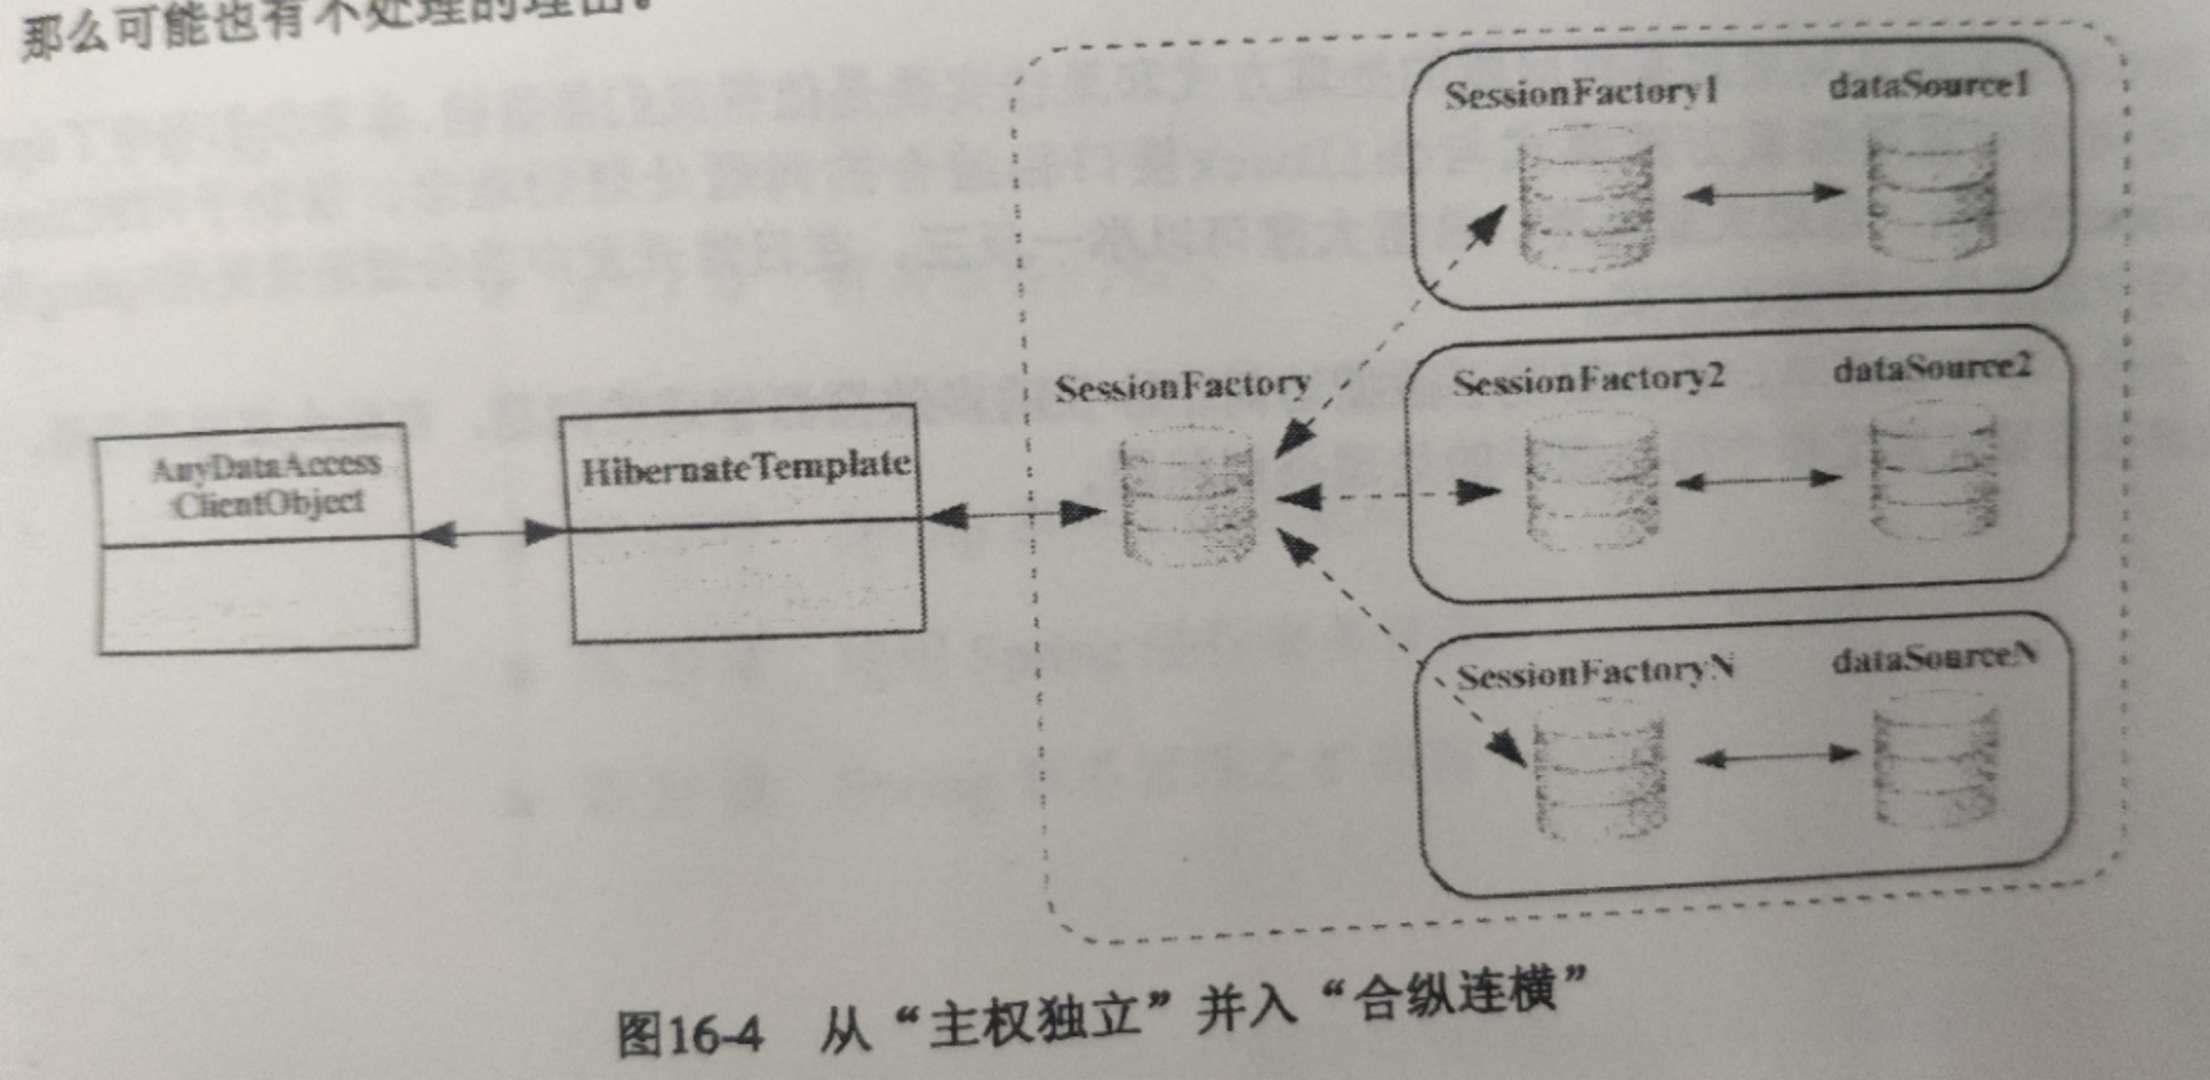 那么可能也有不处理的理由。
SessionFactory1 dataSource1
SessionFactory dataSource2
SessionFactory2
AnyDataAccess
ClientObject
HibernateTemplate
SessionFactoryN dataSourceN
图16-4 从“主权独立”并入“合纵连横”